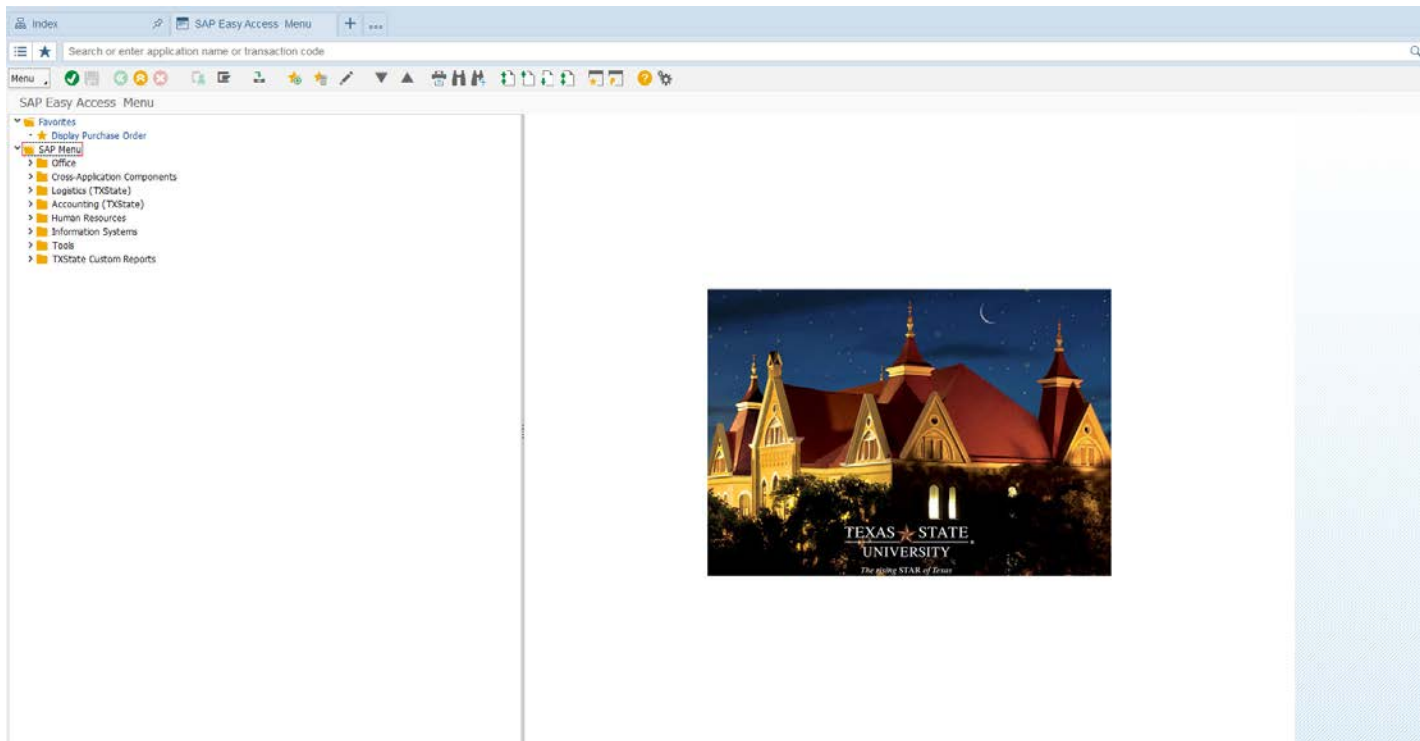 Index
SAP Easy Access Menu
Search or enter application name or transaction code
Menu
SAP Easy Access Menu
Favorites
Display Purchase Order
SAP Menu
Office
Cross-Application Components
Logistics (TXState)
Accounting (TXState)
Human Resources
Information Systems
Tools
TXState Custom Reports
TEXAS STATE
UNIVERSITY
The rising STAR of Texas